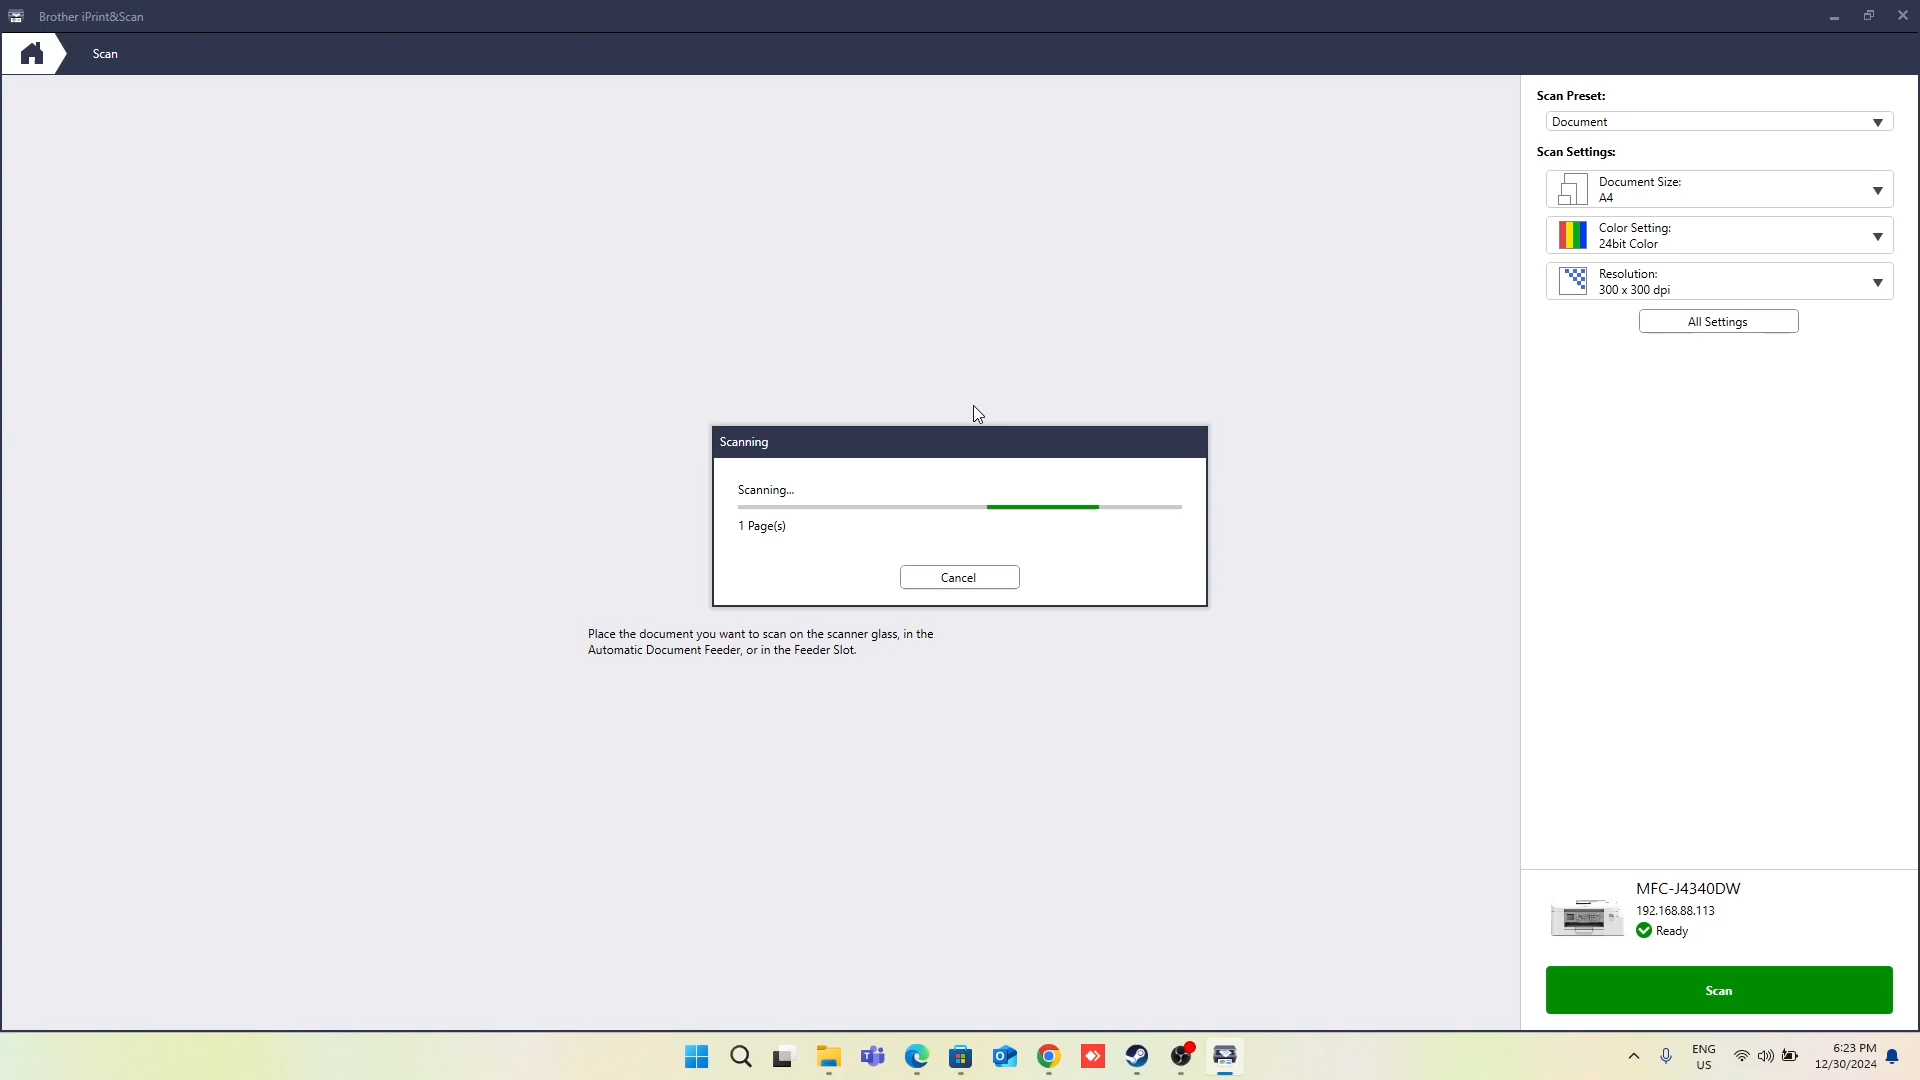 Brother iPrint&Scan
Scan
Scan Preset:
Document
Scan Settings:
Document Size:
A4
Color Setting:
24bit Color
Resolution:
300 x 300 dpi
All Settings
Scanning
Scanning...
1 Page(s)
Cancel
Place the document you want to scan on the scanner glass, in the
Automatic Document Feeder, or in the Feeder Slot.
MFC-J4340DW
192.168.88.113
Ready
Scan
ENG
US
6:23 PM
12/30/2024